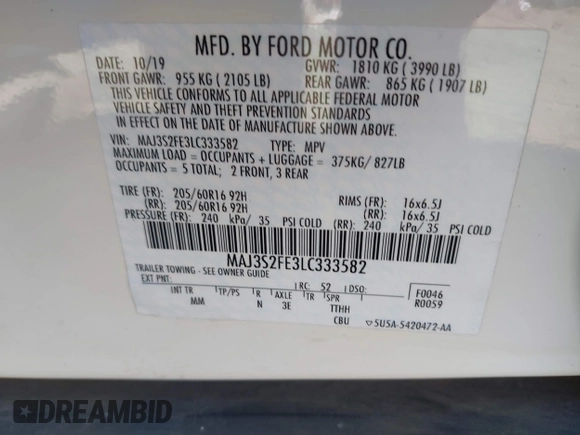 MFD. BY FORD MOTOR CO.
DATE: 10/19 GVWR: 1810 KG ( 3990 LB)
FRONT GAWR: 955 KG ( 2105 LB) REAR GAWR: 865 KG ( 1907 LB)
THIS VEHICLE CONFORMS TO ALL APPLICABLE FEDERAL MOTOR
VEHICLE SAFETY AND THEFT PREVENTION STANDARDS
IN EFFECT ON THE DATE OF MANUFACTURE SHOWN ABOVE.
VIN: MAJ3S2FE3LC333582 TYPE: MPV
MAXIMUM LOAD = OCCUPANTS + LUGGAGE = 375KG/ 827LB
OCCUPANTS = 5 TOTAL; 2 FRONT, 3 REAR
TIRE (FR): 205/60R16 92H RIMS (FR): 16x6.5J
(RR): 205/60R16 92H (RR): 16x6.5J
PRESSURE (FR): 240 kPa/ 35 PSI COLD (RR): 240 kPa/ 35 PSI COLD
MAJ3S2FE3LC333582
TRAILER TOWING - SEE OWNER GUIDE
EXT PNT: RC: 52 DSO: F0046
INT TR TP/PS R AXLE TR SPR R0059
MM N 3E TTHH
CBU 5U5A-5420472-AA
DREAMBID